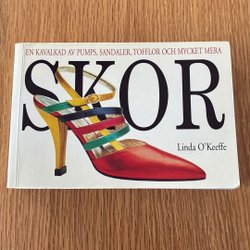 EN KAVALKAD AV PUMPS, SANDALER, TOFFLOR OCH MYCKET MERA
SKOR
Linda O'Keeffe